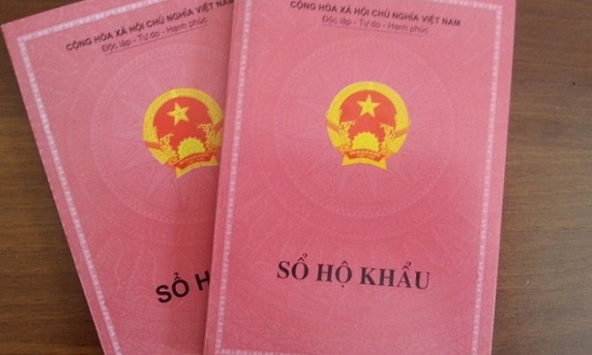 CỘNG HÒA XÃ HỘI CHỦ NGHĨA VIỆT NAM
Độc lập - Tự do - Hạnh phúc
SỔ H
CỘNG HÒA XÃ HỘI CHỦ NGHĨA VIỆT NAM
Độc lập - Tự do - Hạnh phúc
SỔ HỘ KHẨU